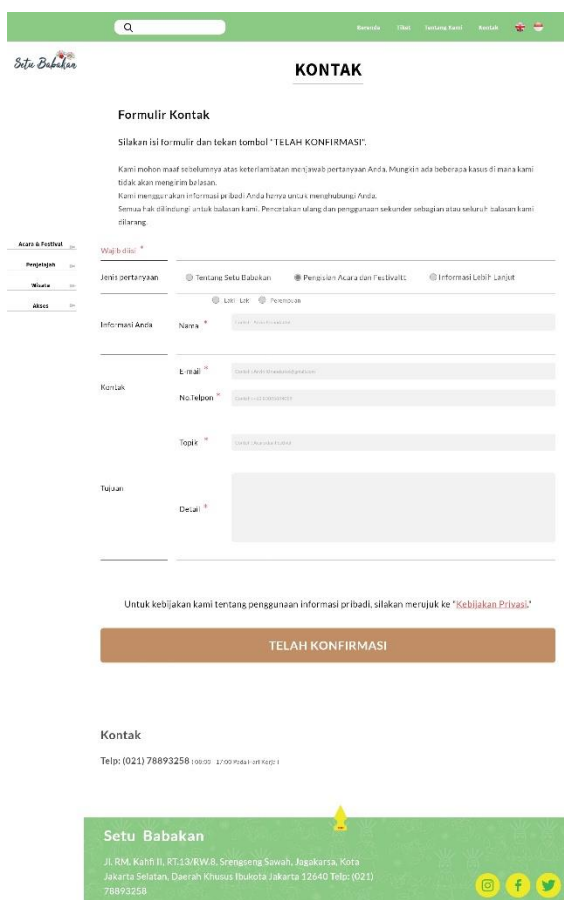 Beranda Tiket Tentang Kami Kontak
Setu Babakan
KONTAK
Formulir Kontak
Silakan isi formulir dan tekan tombol "TELAH KONFIRMASI".
Kami mohon maaf sebelumnya atas keterlambatan menjawab pertanyaan Anda. Mungkin ada beberapa kasus di mana kami
tidak akan mengirim balasan.
Kami menggunakan informasi pribadi Anda hanya untuk menghubungi Anda.
Semua hak dilindungi untuk balasan kami. Pencetakan ulang dan penggunaan sekunder sebagian atau seluruh balasan kami
dilarang.
Acara & Festival
Penjelajah
Wisata
Akses
Wajib diisi *
Jenis pertanyaan
Tentang Setu Babakan
Pengisian Acara dan Festivaltt
Informasi Lebih Lanjut
Laki-Laki
Perempuan
Informasi Anda
Nama *
Kontak
E-mail *
No.Telpon *
Tujuan
Topik *
Detail *
Untuk kebijakan kami tentang penggunaan informasi pribadi, silakan merujuk ke "Kebijakan Privasi."
TELAH KONFIRMASI
Kontak
Telp: (021) 78893258
Setu Babakan
Jl. RM. Kahfi II, RT.13/RW.8, Srengseng Sawah, Jagakarsa, Kota
Jakarta Selatan, Daerah Khusus Ibukota Jakarta 12640 Telp: (021)
78893258